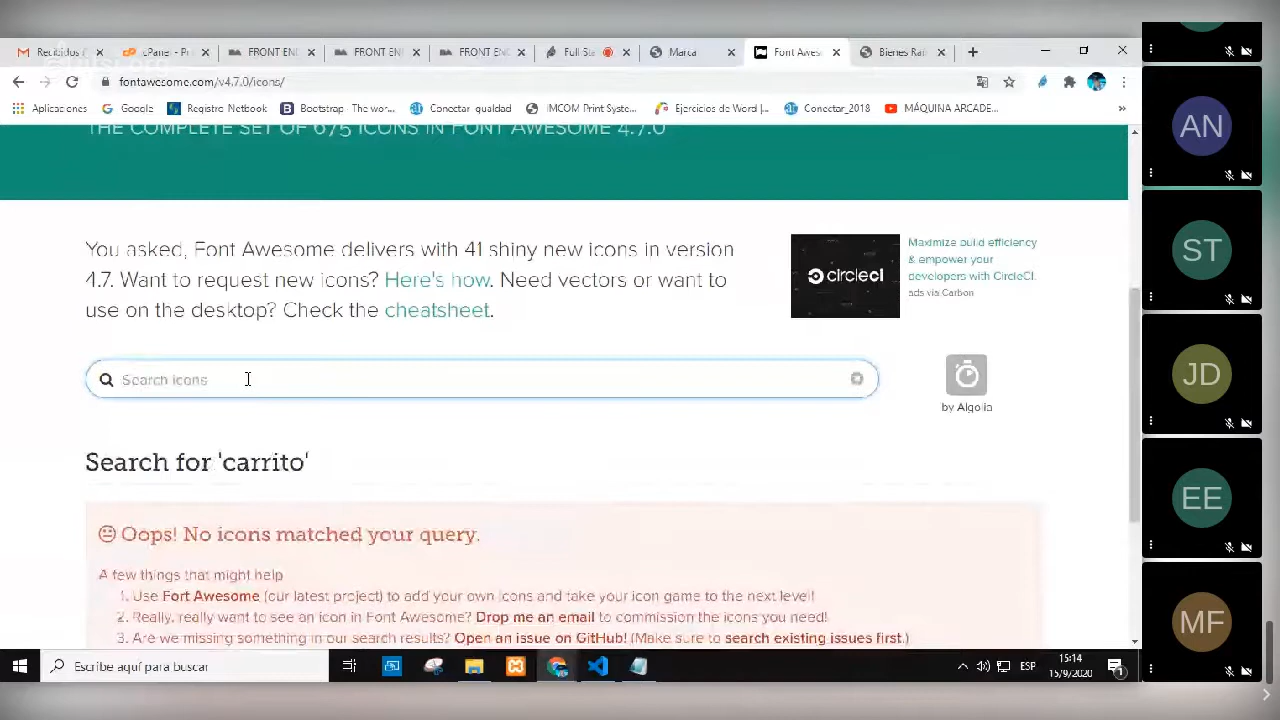 Recibidos (
cPanel - Pr
FRONT EN
FRONT EN
FRONT EN
Full Sta
Marca
Font Awes
Bienes Raí
fontawesome.com/v4.7.0/icons/
Aplicaciones
Google
Registro Netbook
Bootstrap · The wor...
Conectar-igualdad
IMCOM Print Syste...
Ejercicios de Word |...
Conectar_2018
MÁQUINA ARCADE...
»
THE COMPLETE SET OF 675 ICONS IN FONT AWESOME 4.7.0
You asked, Font Awesome delivers with 41 shiny new icons in version
4.7. Want to request new icons? Here's how. Need vectors or want to
use on the desktop? Check the cheatsheet.
Maximize build efficiency
& empower your
developers with CircleCI.
ads via Carbon
circleci
Search icons
by Algolia
Search for 'carrito'
Oops! No icons matched your query.
A few things that might help
1. Use Fort Awesome (our latest project) to add your own icons and take your icon game to the next level!
2. Really, really want to see an icon in Font Awesome? Drop me an email to commission the icons you need!
3. Are we missing something in our search results? Open an issue on GitHub! (Make sure to search existing issues first.)
Escribe aquí para buscar
ESP
15:14
15/9/2020
1
AN
ST
JD
EE
MF